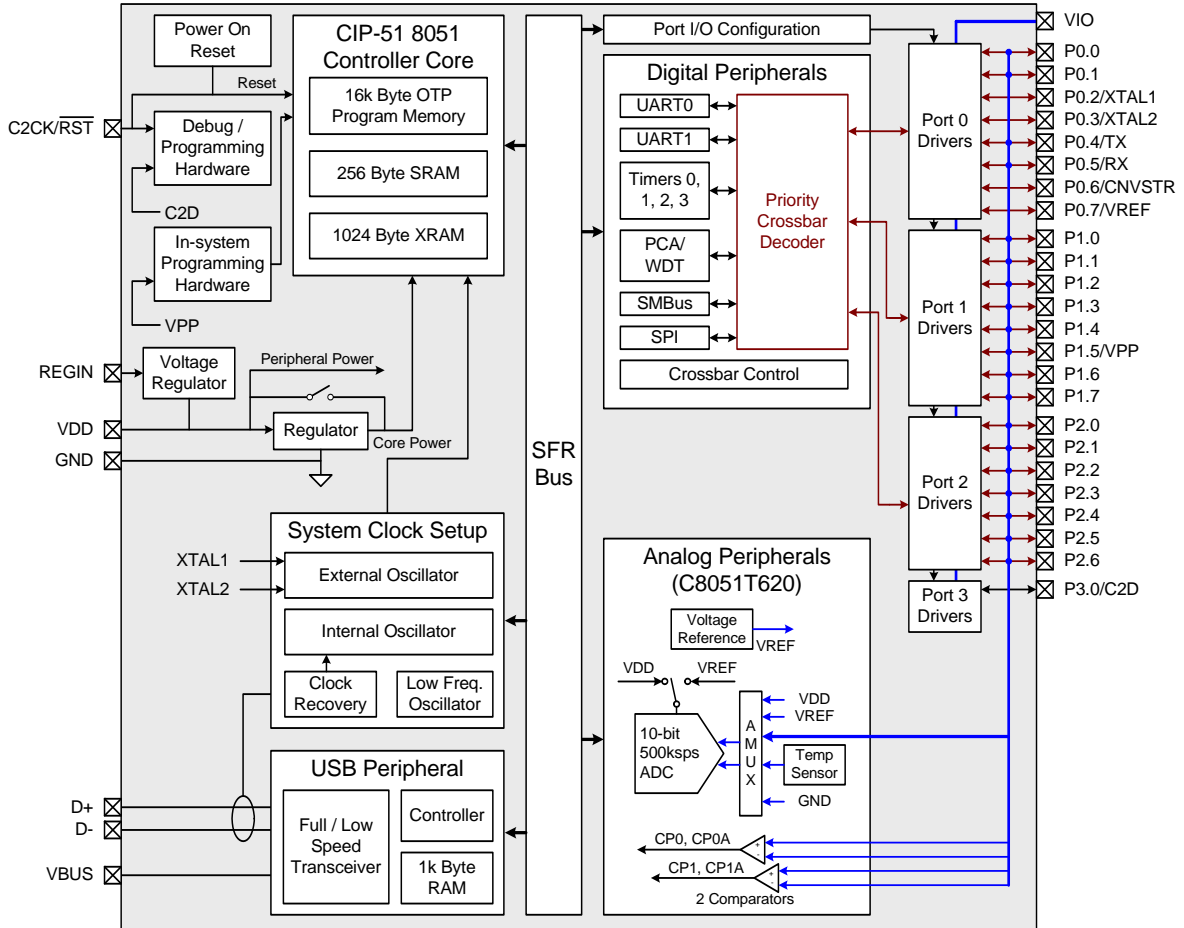 Power On
Reset
Reset
C2CK/RST
Debug /
Programming
Hardware
C2D
In-system
Programming
Hardware
VPP
CIP-51 8051
Controller Core
16k Byte OTP
Program Memory
256 Byte SRAM
1024 Byte XRAM
REGIN
Voltage
Regulator
Peripheral Power
VDD
Regulator
Core Power
GND
System Clock Setup
XTAL1
XTAL2
External Oscillator
Internal Oscillator
Clock
Recovery
Low Freq.
Oscillator
USB Peripheral
D+
D-
VBUS
Full / Low
Speed
Transceiver
Controller
1k Byte
RAM
SFR
Bus
Port I/O Configuration
Digital Peripherals
UART0
UART1
Timers 0,
1, 2, 3
PCA/
WDT
SMBus
SPI
Priority
Crossbar
Decoder
Crossbar Control
Analog Peripherals
(C8051T620)
Voltage
Reference
VREF
VDD
VREF
10-bit
500ksps
ADC
A
M
U
X
VDD
VREF
Temp
Sensor
GND
CP0, CP0A
+
-
CP1, CP1A
+
-
2 Comparators
Port 0
Drivers
Port 1
Drivers
Port 2
Drivers
Port 3
Drivers
VIO
P0.0
P0.1
P0.2/XTAL1
P0.3/XTAL2
P0.4/TX
P0.5/RX
P0.6/CNVSTR
P0.7/VREF
P1.0
P1.1
P1.2
P1.3
P1.4
P1.5/VPP
P1.6
P1.7
P2.0
P2.1
P2.2
P2.3
P2.4
P2.5
P2.6
P3.0/C2D